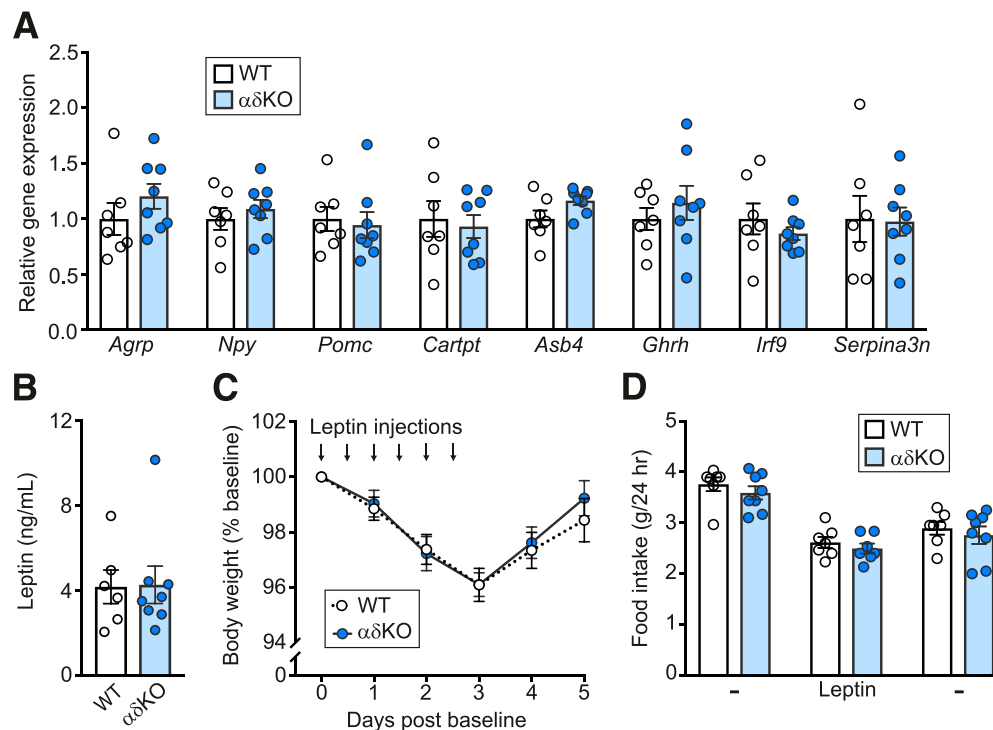 A
Relative gene expression
2.5
2.0
1.5
1.0
0.5
0.0
WT
αδKO
Agrp Npy Pomc Cartpt Asb4 Ghrh Irf9 Serpina3n
B
Leptin (ng/mL)
12
8
4
0
WT αδKO
C
Body weight (% baseline)
102
100
98
96
94
0
Leptin injections
WT
αδKO
0 1 2 3 4 5
Days post baseline
D
Food intake (g/24 hr)
5
4
3
2
1
0
WT
αδKO
- Leptin -